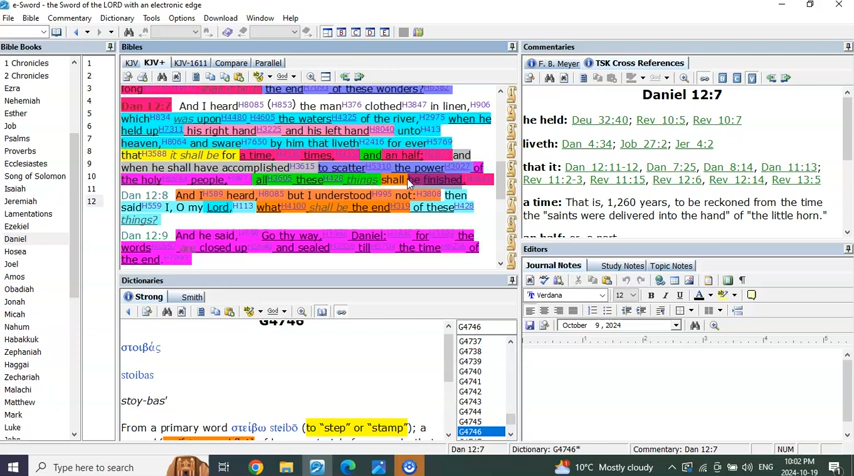 e-Sword - the Sword of the LORD with an electronic edge
File View Bible Commentary Dictionary Tools Options Download Window Help
Bible Books
1 Chronicles
2 Chronicles
Ezra
Nehemiah
Esther
Job
Psalms
Proverbs
Ecclesiastes
Song of Solomon
Isaiah
Jeremiah
Lamentations
Ezekiel
Daniel
Hosea
Joel
Amos
Obadiah
Jonah
Micah
Nahum
Habakkuk
Zephaniah
Haggai
Zechariah
Malachi
Matthew
Mark
Luke
1
2
3
4
5
6
7
8
9
10
11
12
Bibles
KJV KJV+ KJV-1611 Compare Parallel
long the end of these wonders?
Dan 12:7 And I heard H8085 (H853) the man H376 clothed H3847 in linen, H906
which was upon H4480 H4605 the waters H4325 of the river, H2975 when he
held up H7311 his right hand H3225 and his left hand H8040 unto H413
heaven, H8064 and sware H7650 by him that liveth H2416 for ever H5769
that H3588 it shall be for a time, times, and an half; and
when he shall have accomplished H3615 to scatter H5310 the power H3027 of
the holy people, all H3605 these H428 things shall be finished.
Dan 12:8 And I H589 heard, H8085 but I understood H995 not: H3808 then
said H559 I, O my Lord, H113 what H4100 shall be the end H319 of these H428
things?
Dan 12:9 And he said, Go thy way, Daniel: for the
words are closed up and sealed till the time of
the end.
Dictionaries
Strong Smith
G4746
στοιβάς
stoibas
stoy-bas'
From a primary word στείβω steibō (to “step” or “stamp”); a
G4746
G4737
G4738
G4739
G4740
G4741
G4742
G4743
G4744
G4745
G4746
Commentaries
F. B. Meyer TSK Cross References
Daniel 12:7
he held: Deu 32:40; Rev 10:5, Rev 10:7
liveth: Dan 4:34; Job 27:2; Jer 4:2
that it: Dan 12:11-12, Dan 7:25, Dan 8:14, Dan 11:13;
Rev 11:2-3, Rev 11:15, Rev 12:6, Rev 12:14, Rev 13:5
a time: That is, 1,260 years, to be reckoned from the time
the "saints were delivered into the hand" of "the little horn."
an half: or, a part
Editors
Journal Notes Study Notes Topic Notes
Verdana 12 B I U A
October 9 , 2024
Dan 12:7 Dictionary: G4746* Commentary: Dan 12:7 NUM
Type here to search
10°C Mostly cloudy
ENG
10:02 PM
2024-10-19